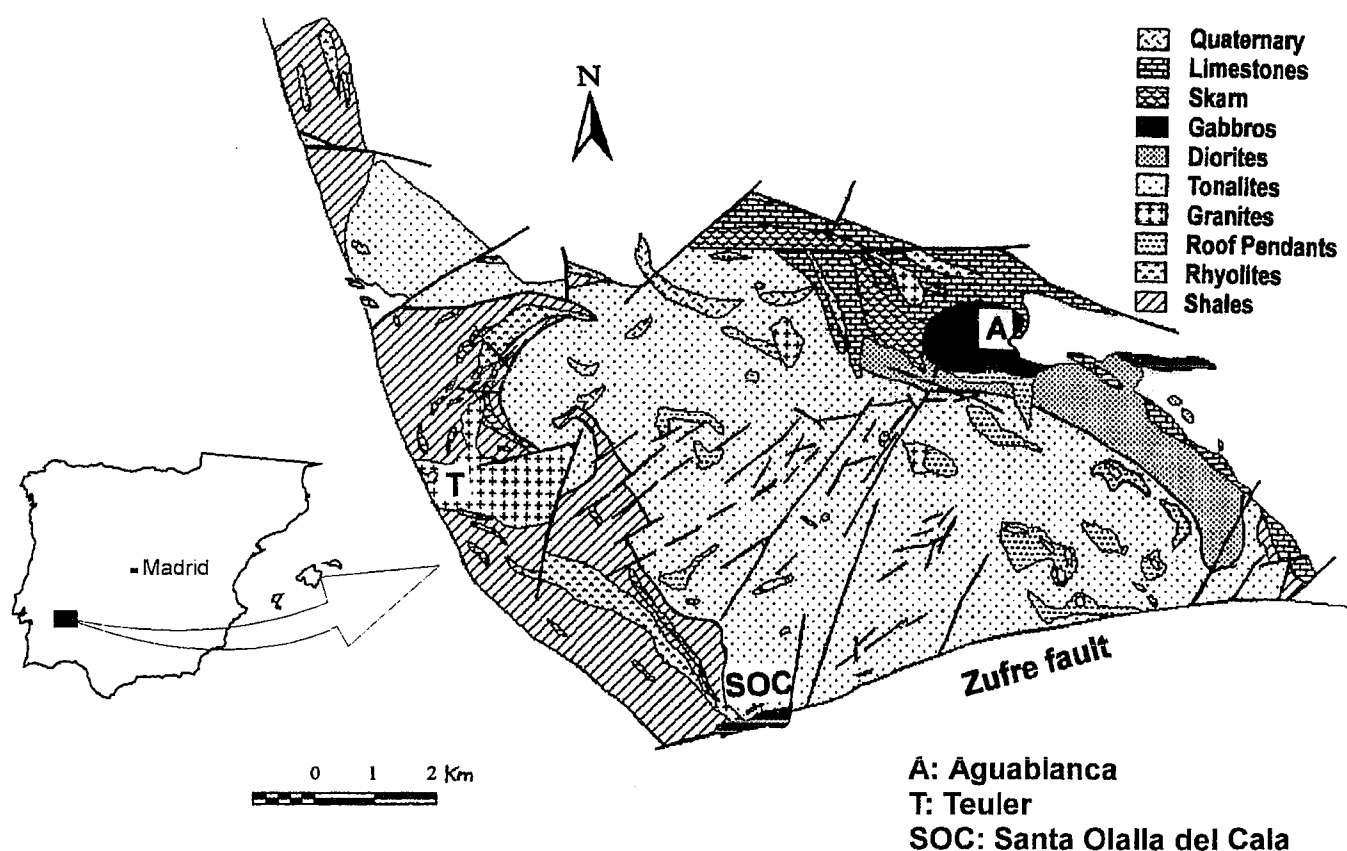 N
Quaternary
Limestones
Skarn
Gabbros
Diorites
Tonalites
Granites
Roof Pendants
Rhyolites
Shales
A
T
Madrid
SOC
Zufre fault
0 1 2 Km
A: Aguablanca
T: Teuler
SOC: Santa Olalla del Cala